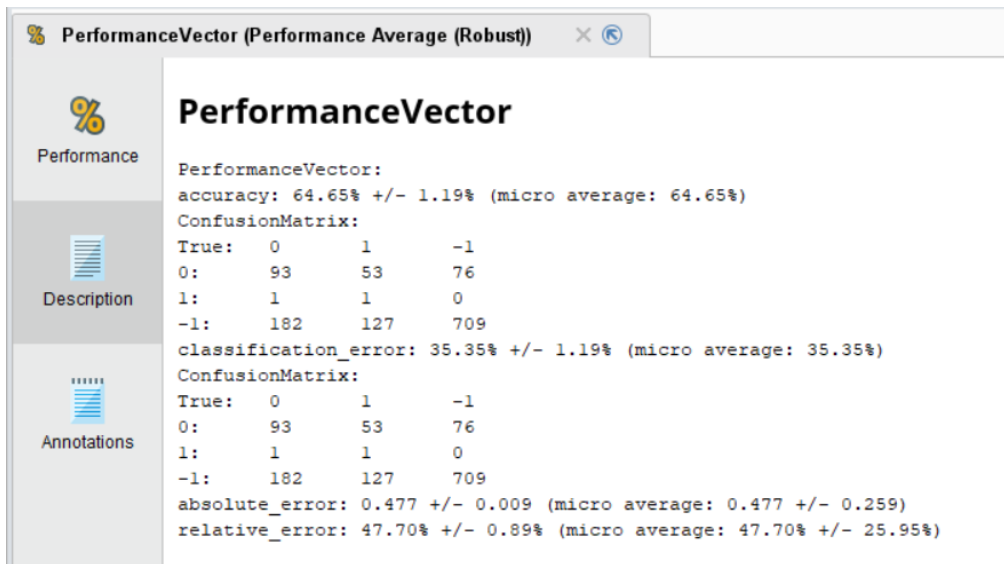 PerformanceVector (Performance Average (Robust))
Performance
Description
Annotations
PerformanceVector
PerformanceVector:
accuracy: 64.65% +/- 1.19% (micro average: 64.65%)
ConfusionMatrix:
True: 0 1 -1
0: 93 53 76
1: 1 1 0
-1: 182 127 709
classification_error: 35.35% +/- 1.19% (micro average: 35.35%)
ConfusionMatrix:
True: 0 1 -1
0: 93 53 76
1: 1 1 0
-1: 182 127 709
absolute_error: 0.477 +/- 0.009 (micro average: 0.477 +/- 0.259)
relative_error: 47.70% +/- 0.89% (micro average: 47.70% +/- 25.95%)